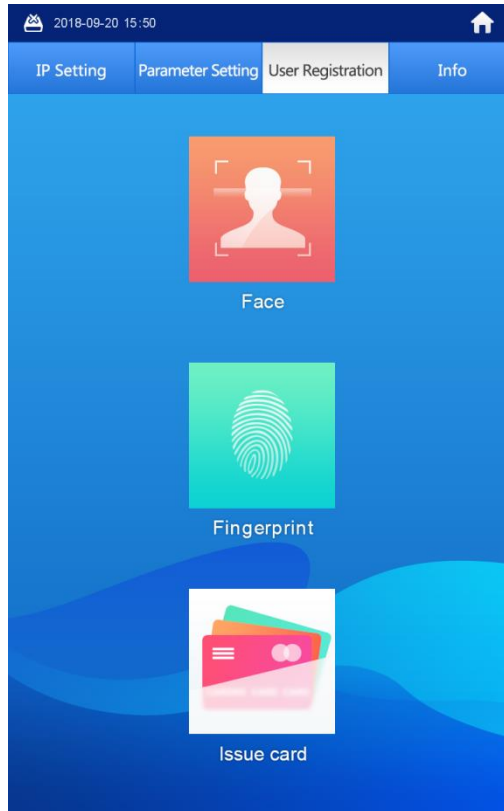 2018-09-20 15:50
IP Setting Parameter Setting User Registration Info
Face
Fingerprint
Issue card